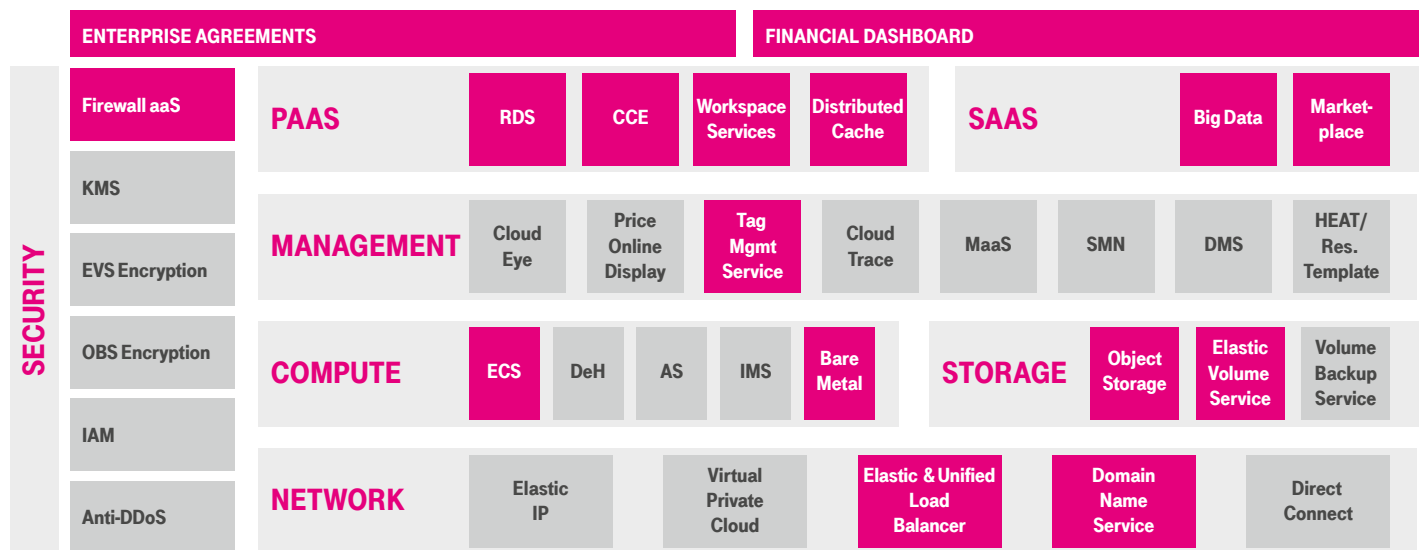 ENTERPRISE AGREEMENTS
FINANCIAL DASHBOARD
SECURITY
Firewall aaS
KMS
EVS Encryption
OBS Encryption
IAM
Anti-DDoS
PAAS
RDS
CCE
Workspace
Services
Distributed
Cache
SAAS
Big Data
Market-
place
MANAGEMENT
Cloud
Eye
Price
Online
Display
Tag
Mgmt
Service
Cloud
Trace
MaaS
SMN
DMS
HEAT/
Res.
Template
COMPUTE
ECS
DeH
AS
IMS
Bare
Metal
STORAGE
Object
Storage
Elastic
Volume
Service
Volume
Backup
Service
NETWORK
Elastic
IP
Virtual
Private
Cloud
Elastic & Unified
Load
Balancer
Domain
Name
Service
Direct
Connect